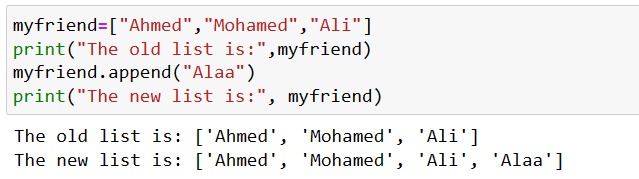 myfriend=["Ahmed","Mohamed","Ali"]
print("The old list is:",myfriend)
myfriend.append("Alaa")
print("The new list is:", myfriend)
The old list is: ['Ahmed', 'Mohamed', 'Ali']
The new list is: ['Ahmed', 'Mohamed', 'Ali', 'Alaa']